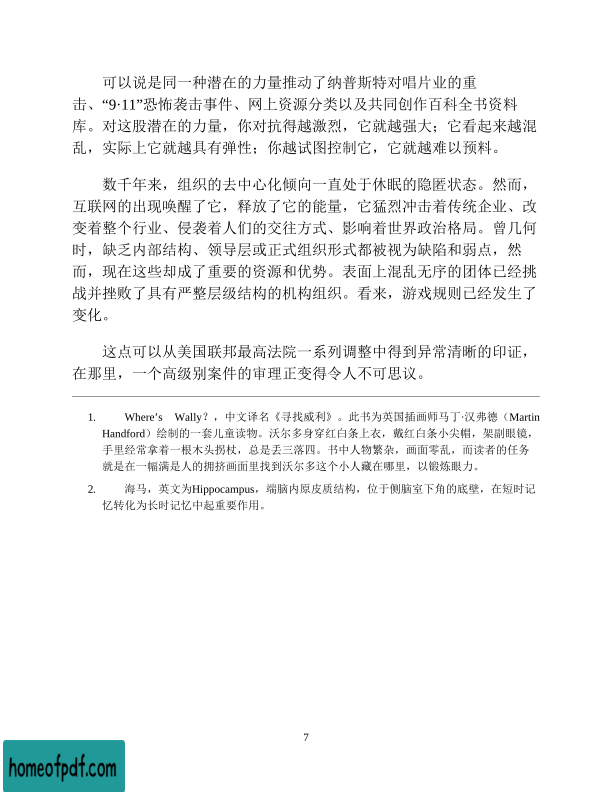 可以说是同一种潜在的力量推动了纳普斯特对唱片业的重
击、“9·11”恐怖袭击事件、网上资源分类以及共同创作百科全书资料
库。对这股潜在的力量，你对抗得越激烈，它就越强大；它看起来越混
乱，实际上它就越具有弹性；你越试图控制它，它就越难以预料。
数千年来，组织的去中心化倾向一直处于休眠的隐匿状态。然而，
互联网的出现唤醒了它，释放了它的能量，它猛烈冲击着传统企业、改
变着整个行业、侵袭着人们的交往方式、影响着世界政治格局。曾几何
时，缺乏内部结构、领导层或正式组织形式都被视为缺陷和弱点，然
而，现在这些却成了重要的资源和优势。表面上混乱无序的团体已经挑
战并挫败了具有严整层级结构的机构组织。看来，游戏规则已经发生了
变化。
这点可以从美国联邦最高法院一系列调整中得到异常清晰的印证，
在那里，一个高级别案件的审理正变得令人不可思议。
1. Where’s Wally？，中文译名《寻找威利》。此书为英国插画师马丁·汉弗德（Martin
Handford）绘制的一套儿童读物。沃尔多身穿红白条上衣，戴红白条小尖帽，架副眼镜，
手里经常拿着一根木头拐杖，总是丢三落四。书中人物繁杂，画面零乱，而读者的任务
就是在一幅满是人的拥挤画面里找到沃尔多这个小人藏在哪里，以锻炼眼力。
2. 海马，英文为Hippocampus，端脑内原皮质结构，位于侧脑室下角的底壁，在短时记
忆转化为长时记忆中起重要作用。
7
homeofpdf.com